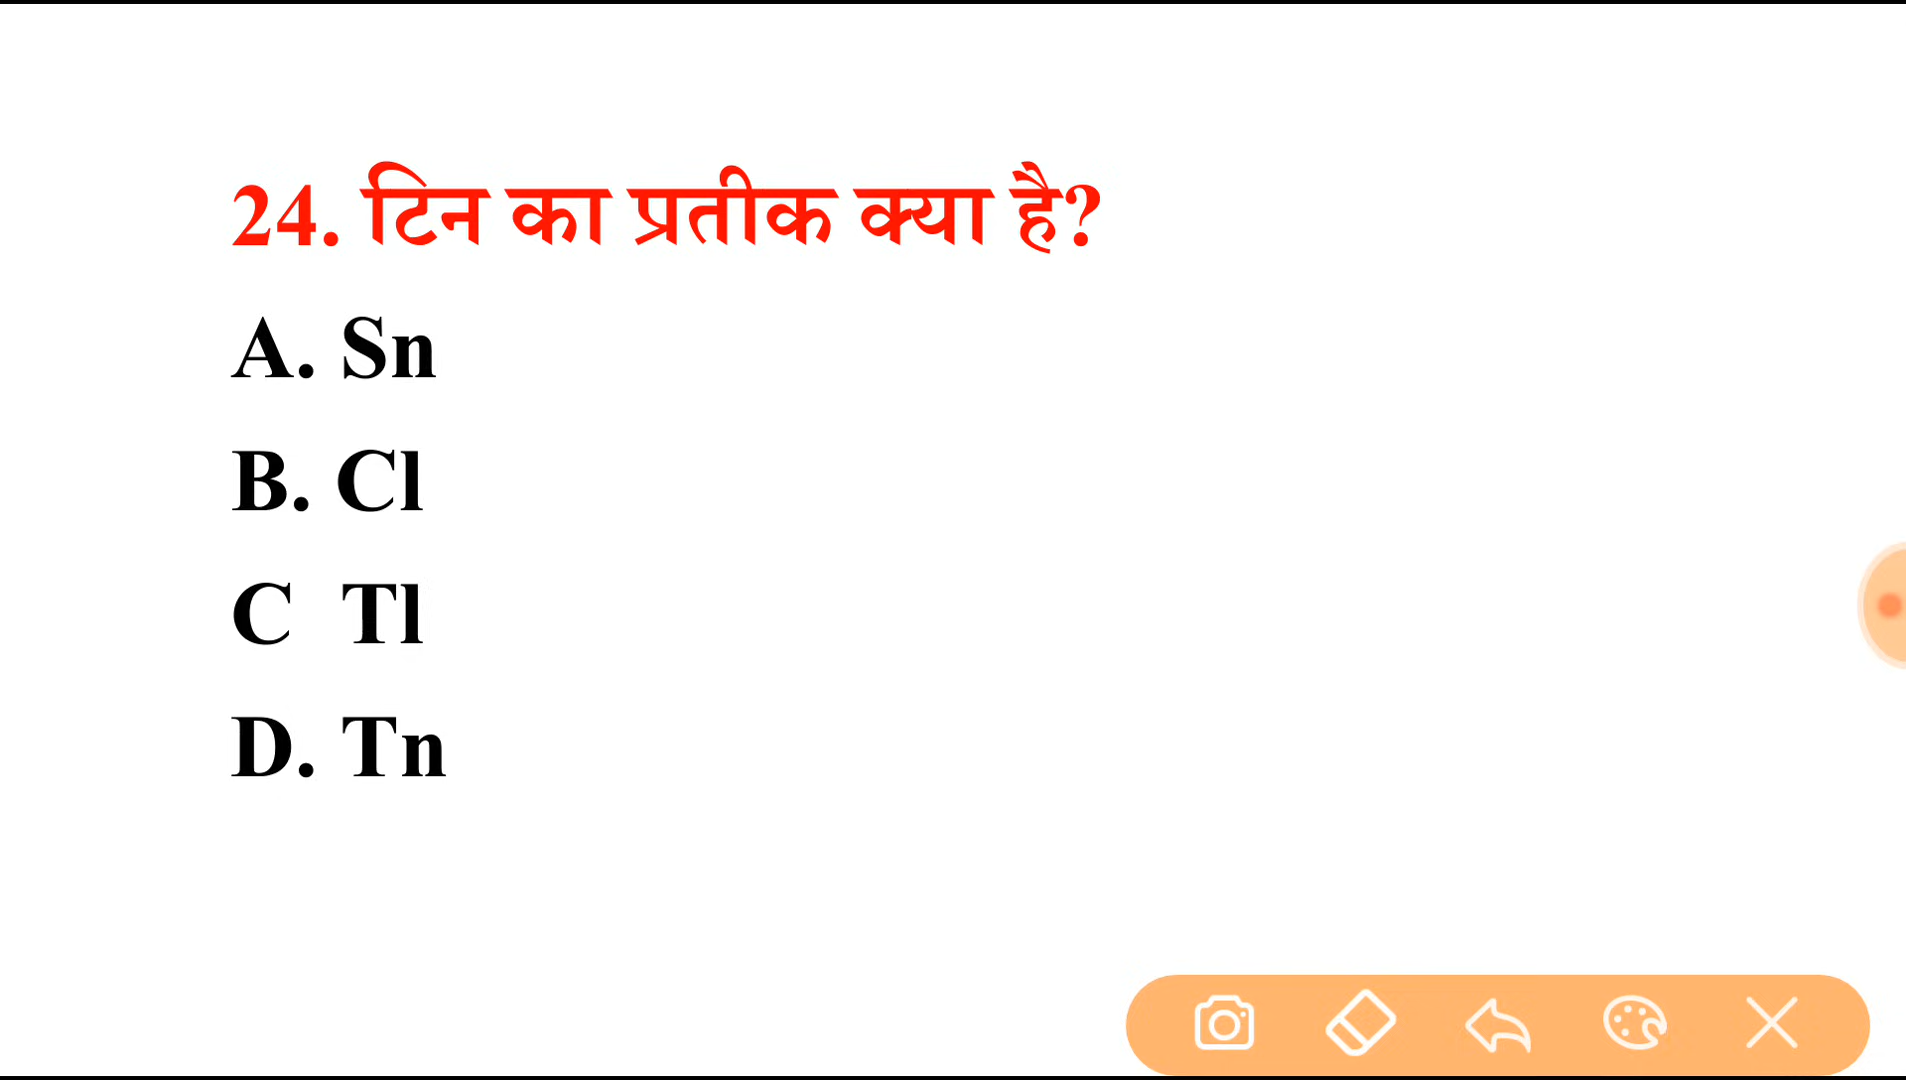 24. टिन का प्रतीक क्या है?
A. Sn
B. Cl
C Tl
D. Tn